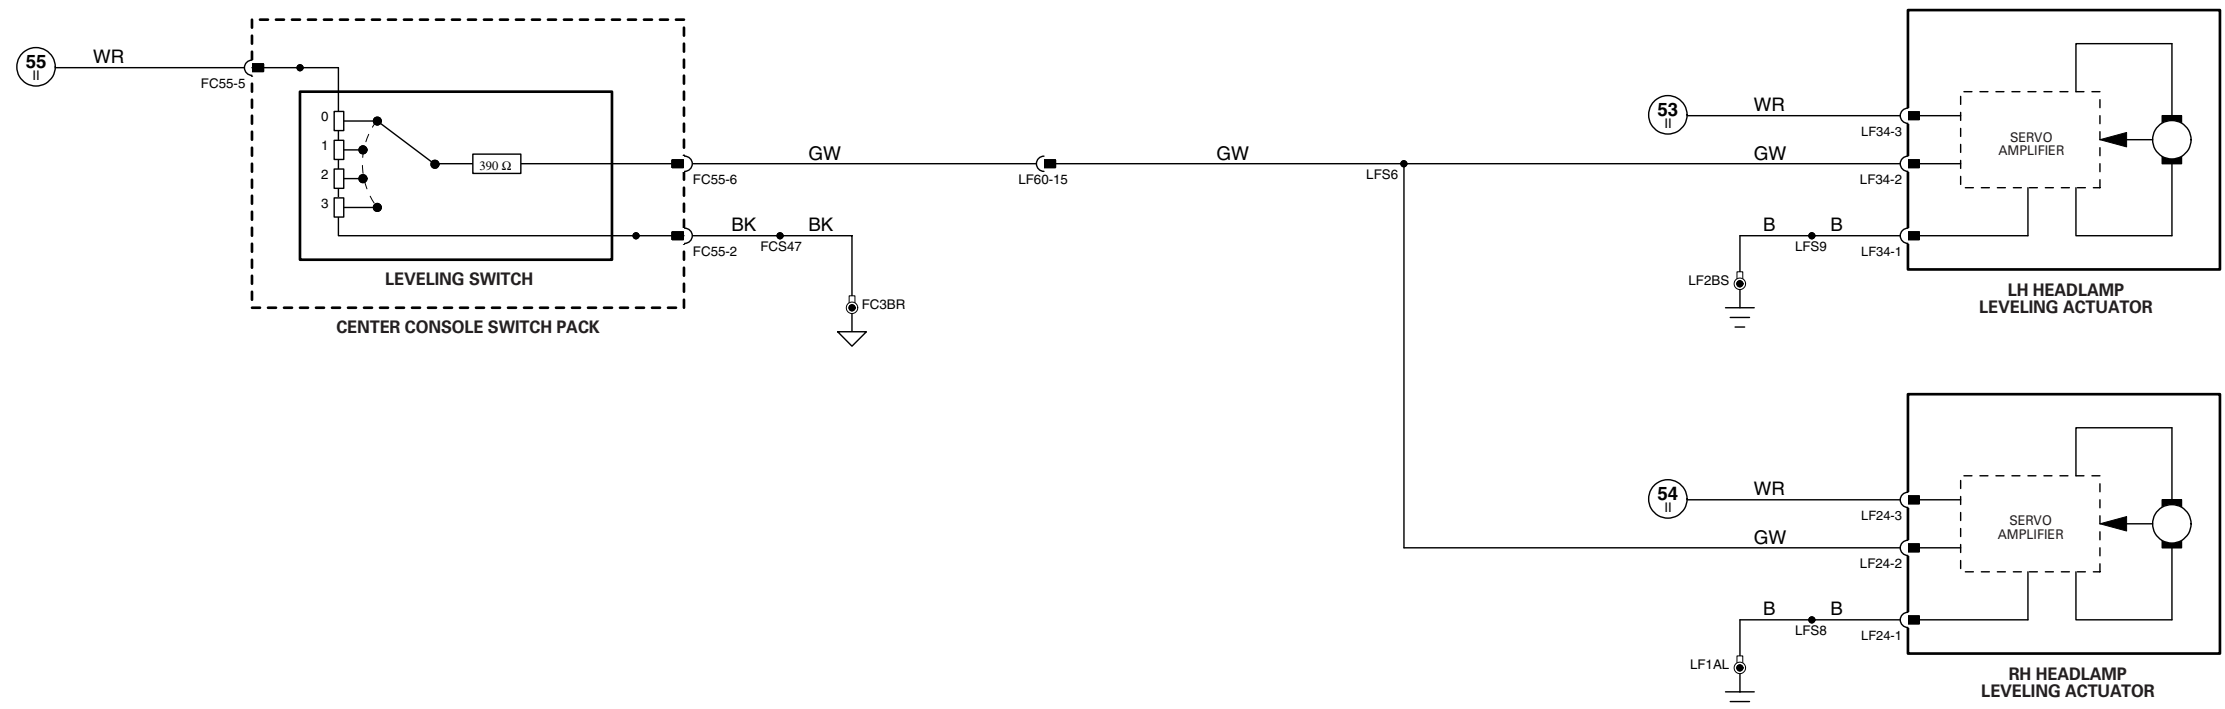 55
II
WR
FC55-5
0
1
2
3
390 Ω
LEVELING SWITCH
CENTER CONSOLE SWITCH PACK
GW
FC55-6
BK
BK
FC55-2
FCS47
FC3BR
LF60-15
GW
LFS6
53
II
WR
LF34-3
GW
LF34-2
B
B
LFS9
LF34-1
LF2BS
SERVO
AMPLIFIER
LH HEADLAMP
LEVELING ACTUATOR
54
II
WR
LF24-3
GW
LF24-2
B
B
LFS8
LF24-1
LF1AL
SERVO
AMPLIFIER
RH HEADLAMP
LEVELING ACTUATOR